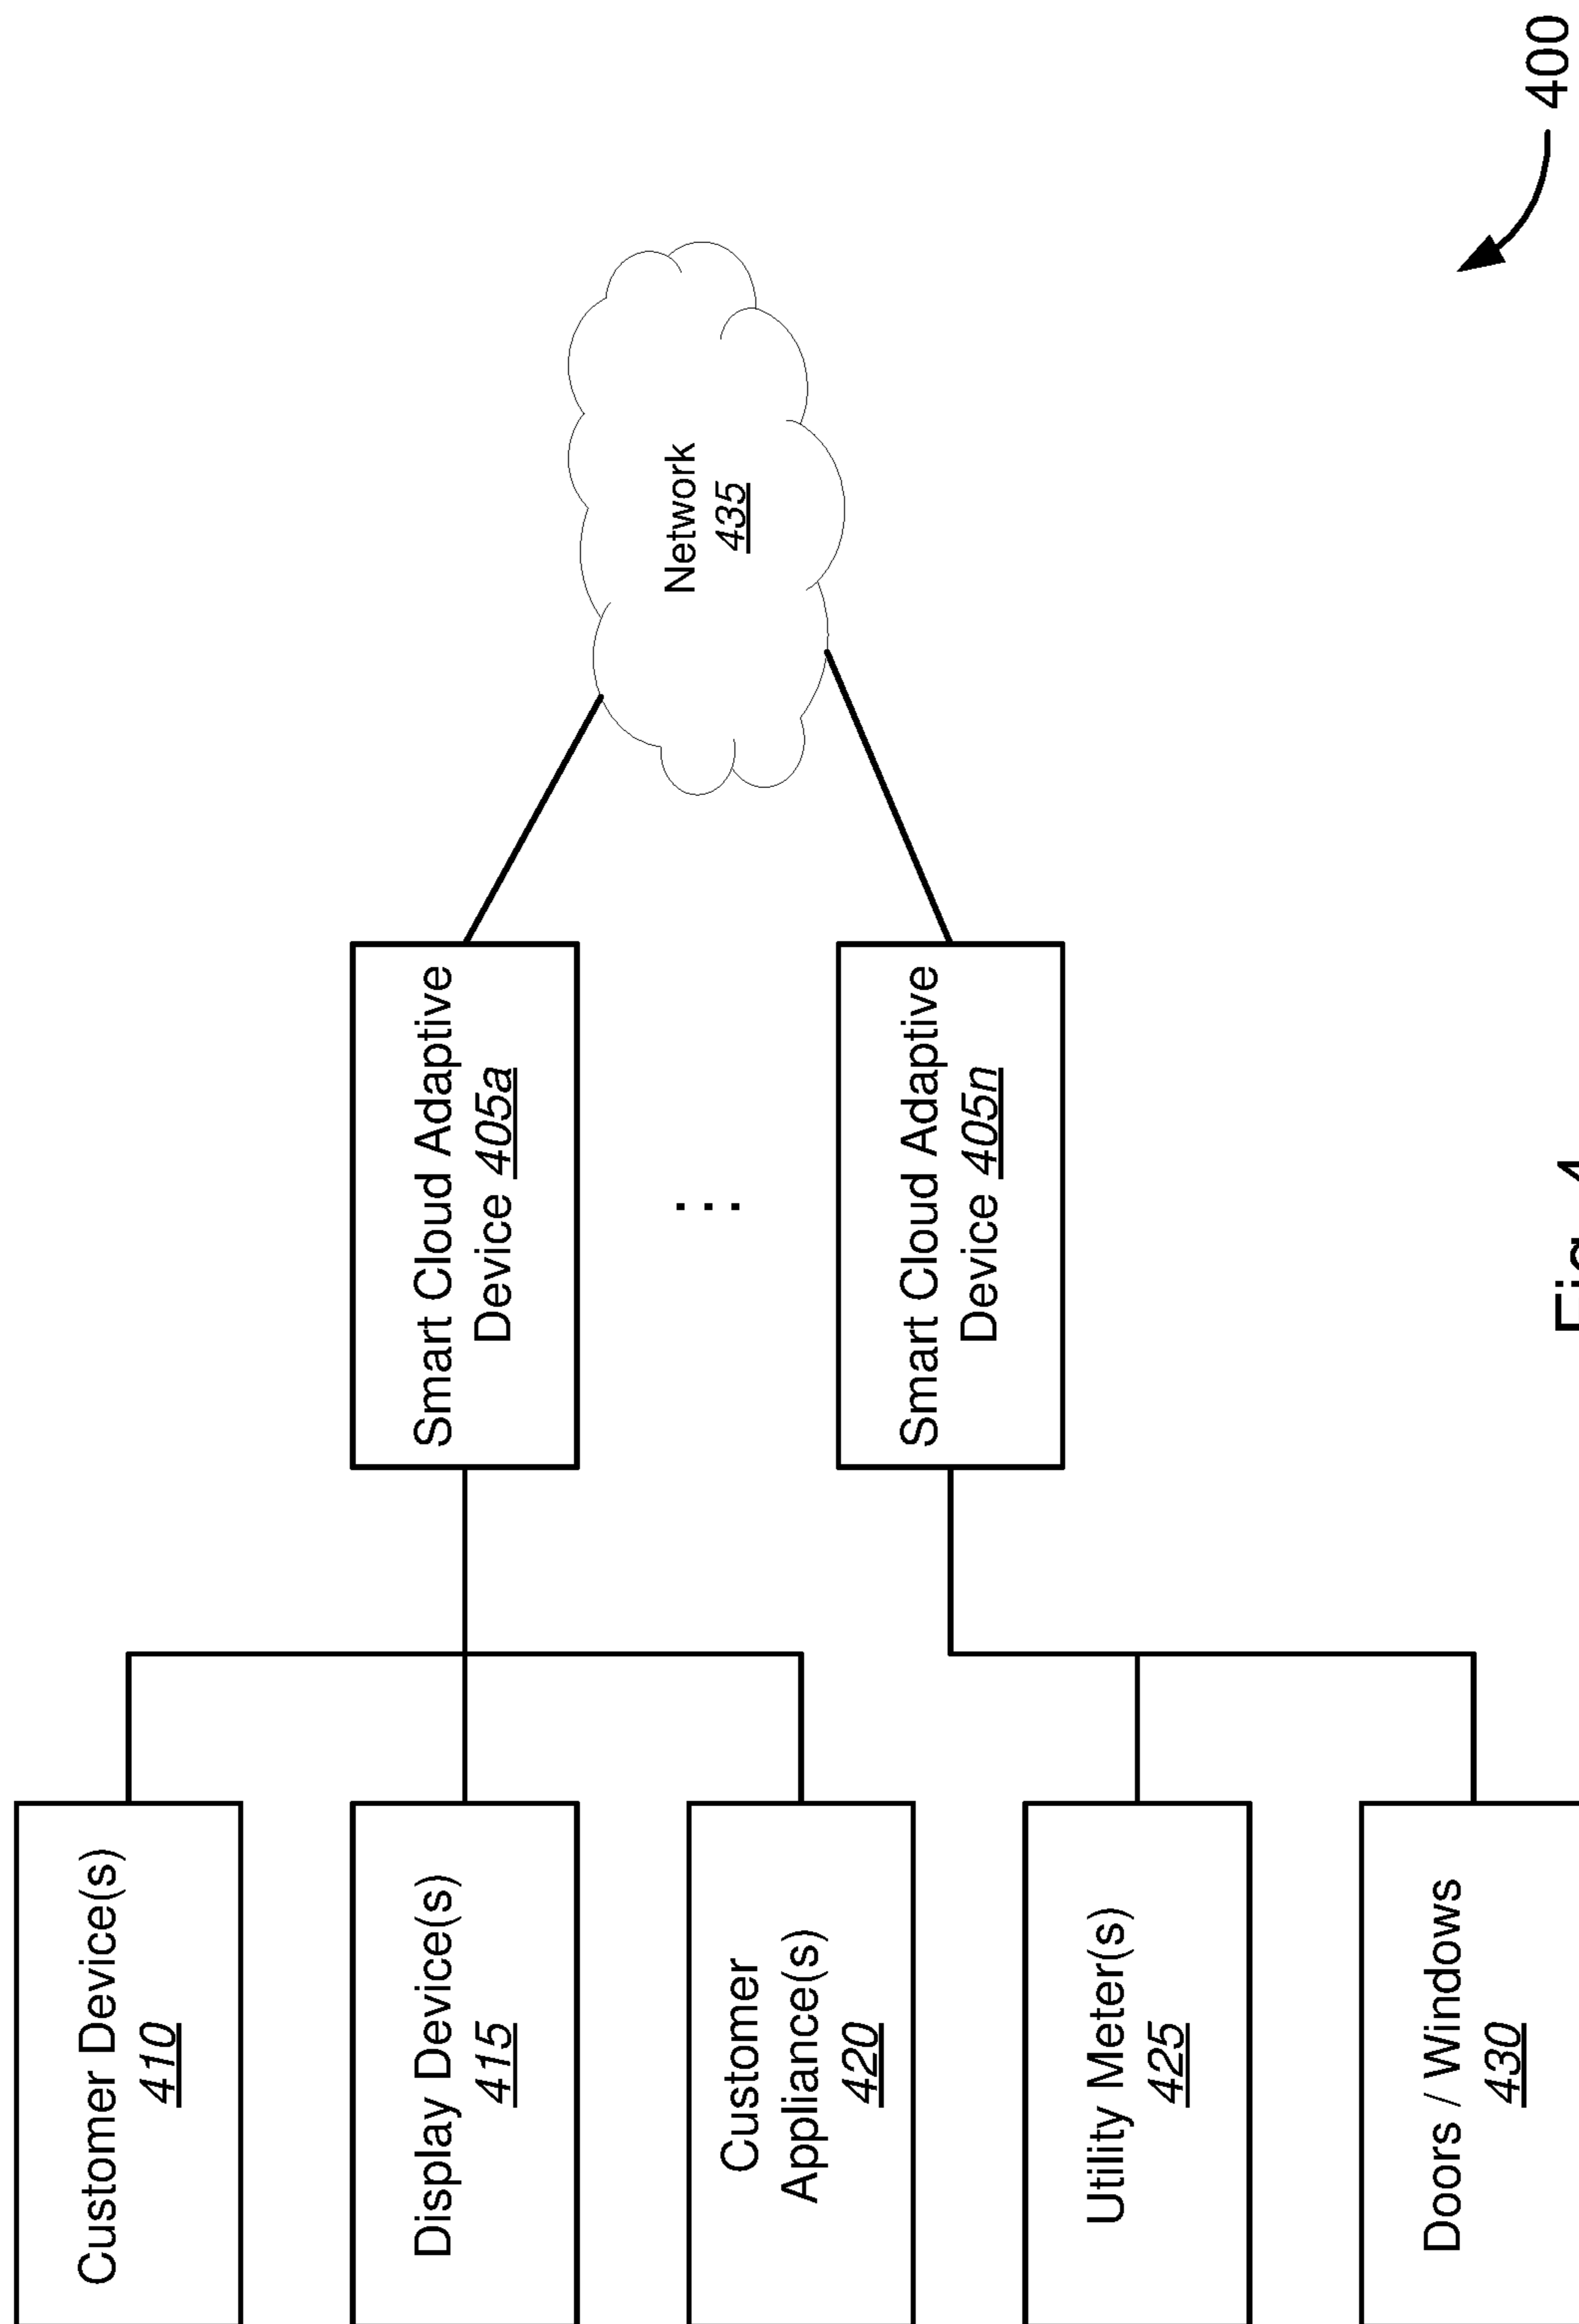 Customer Device(s)
410
Display Device(s)
415
Customer
Appliance(s)
420
Utility Meter(s)
425
Doors / Windows
430
Smart Cloud Adaptive
Device 405a
...
Smart Cloud Adaptive
Device 405n
Network
435
400